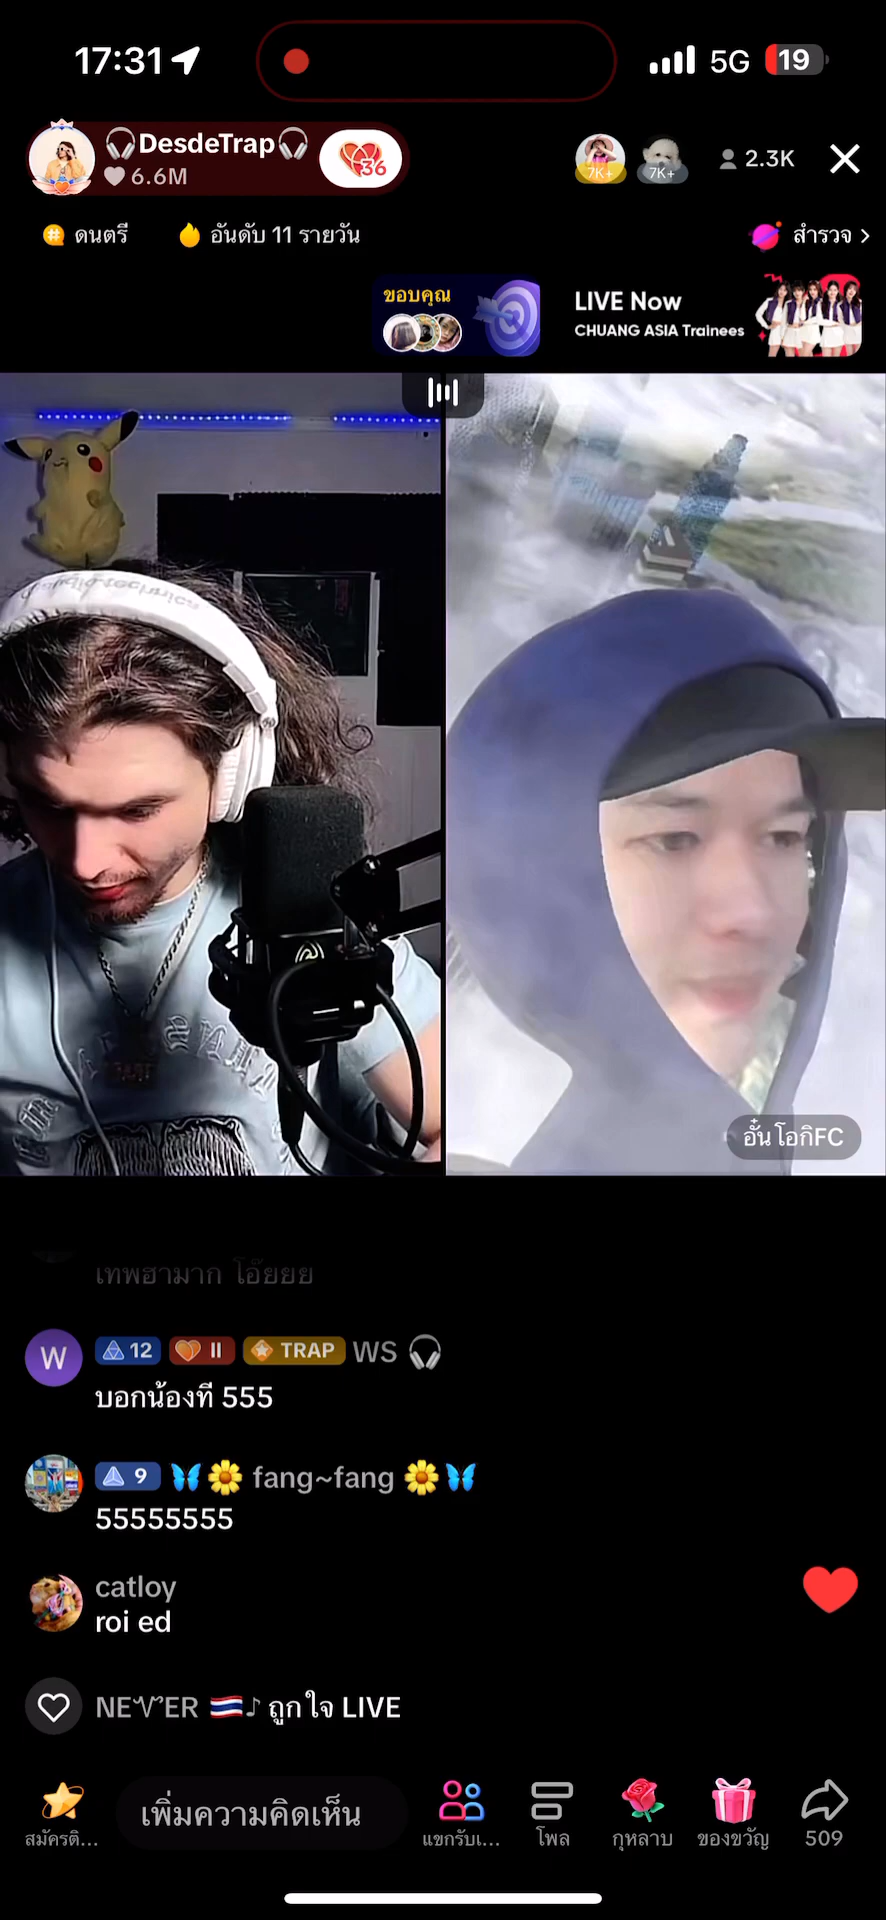 17:31
5G
19
🎧DesdeTrap🎧
6.6M
36
7K+
7K+
2.3K
ดนตรี
อันดับ 11 รายวัน
สำรวจ
ขอบคุณ
LIVE Now
CHUANG ASIA Trainees
audio-technica
อั๋น โอกิFC
เทพฮามาก โอ๊ยยย
W
12
II
TRAP
WS 🎧
บอกน้องที 555
9
🦋🌼 fang~fang 🌼🦋
55555555
catloy
roi ed
NEVER 🇹🇭♪ ถูกใจ LIVE
สมัครติ...
เพิ่มความคิดเห็น
แขกรับเ...
โพล
กุหลาบ
ของขวัญ
509